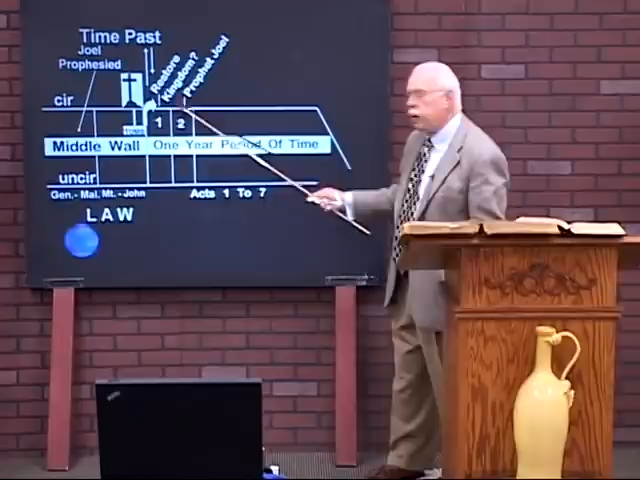 Time Past
Joel
Prophesied
Restore
Kingdom?
Prophet Joel
cir
1
2
Middle Wall
One Year Period Of Time
uncir
Gen.- Mal. Mt. - John
Acts 1 To 7
LAW